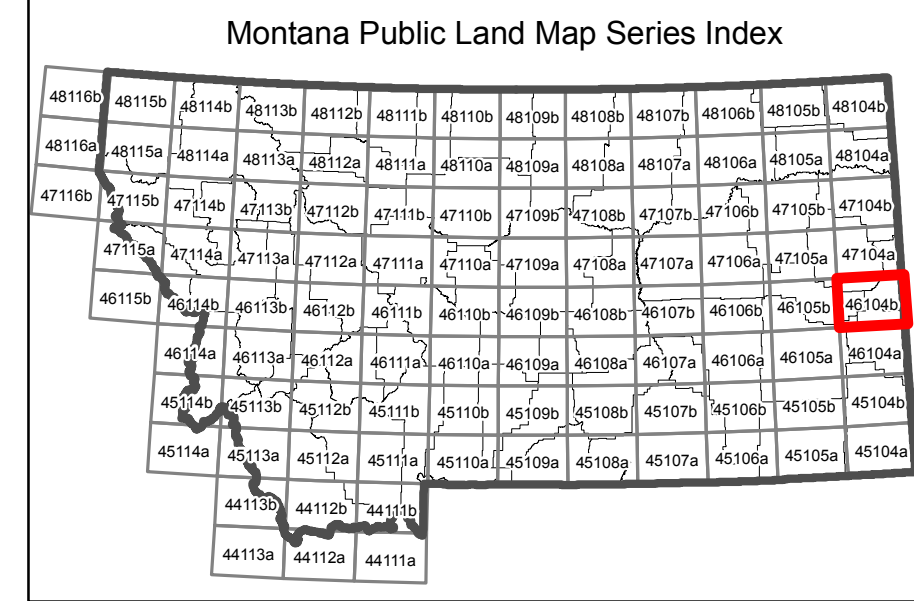 Montana Public Land Map Series Index
48116b 48115b 48114b 48113b 48112b 48111b 48110b 48109b 48108b 48107b 48106b 48105b 48104b
48116a 48115a 48114a 48113a 48112a 48111a 48110a 48109a 48108a 48107a 48106a 48105a 48104a
47116b 47115b 47114b 47113b 47112b 47111b 47110b 47109b 47108b 47107b 47106b 47105b 47104b
47115a 47114a 47113a 47112a 47111a 47110a 47109a 47108a 47107a 47106a 47105a 47104a
46115b 46114b 46113b 46112b 46111b 46110b 46109b 46108b 46107b 46106b 46105b 46104b
46114a 46113a 46112a 46111a 46110a 46109a 46108a 46107a 46106a 46105a 46104a
45114b 45113b 45112b 45111b 45110b 45109b 45108b 45107b 45106b 45105b 45104b
45114a 45113a 45112a 45111a 45110a 45109a 45108a 45107a 45106a 45105a 45104a
44113b 44112b 44111b
44113a 44112a 44111a